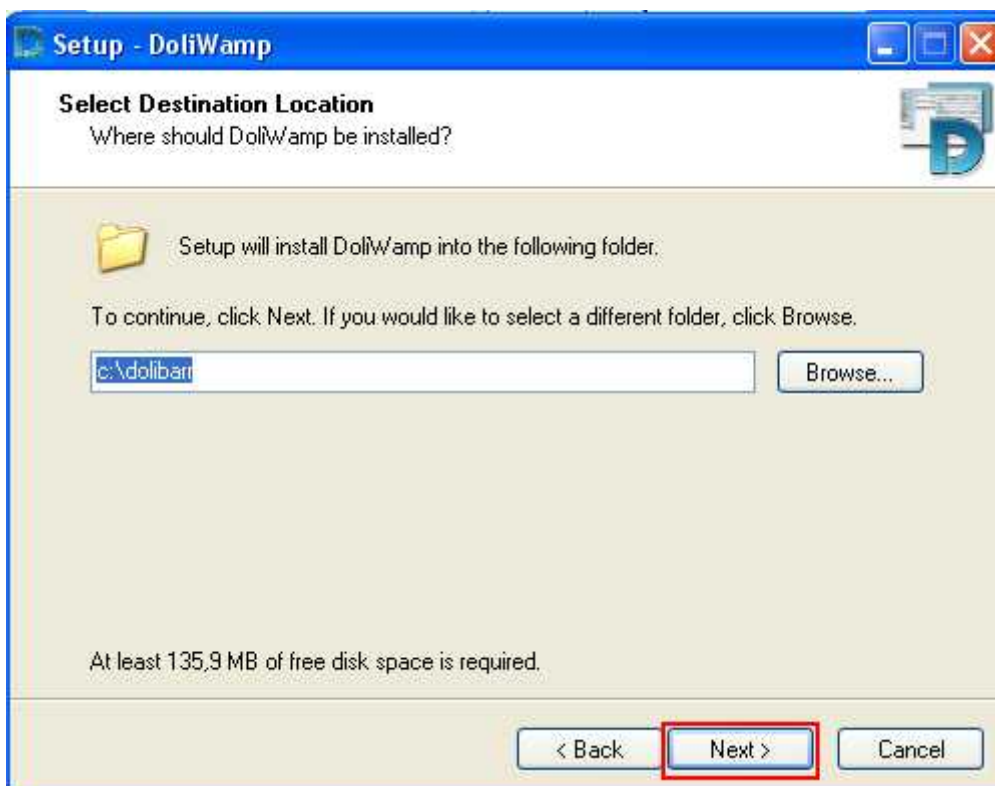 Setup - DoliWamp
Select Destination Location
Where should DoliWamp be installed?
Setup will install DoliWamp into the following folder.
To continue, click Next. If you would like to select a different folder, click Browse.
c:\dolibarr
Browse...
At least 135,9 MB of free disk space is required.
< Back
Next >
Cancel